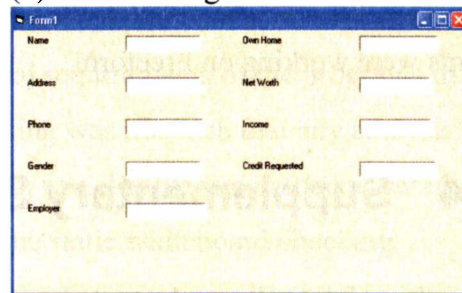 Form1
Name
Own Home
Address
Net Worth
Phone
Income
Gender
Credit Requested
Employer